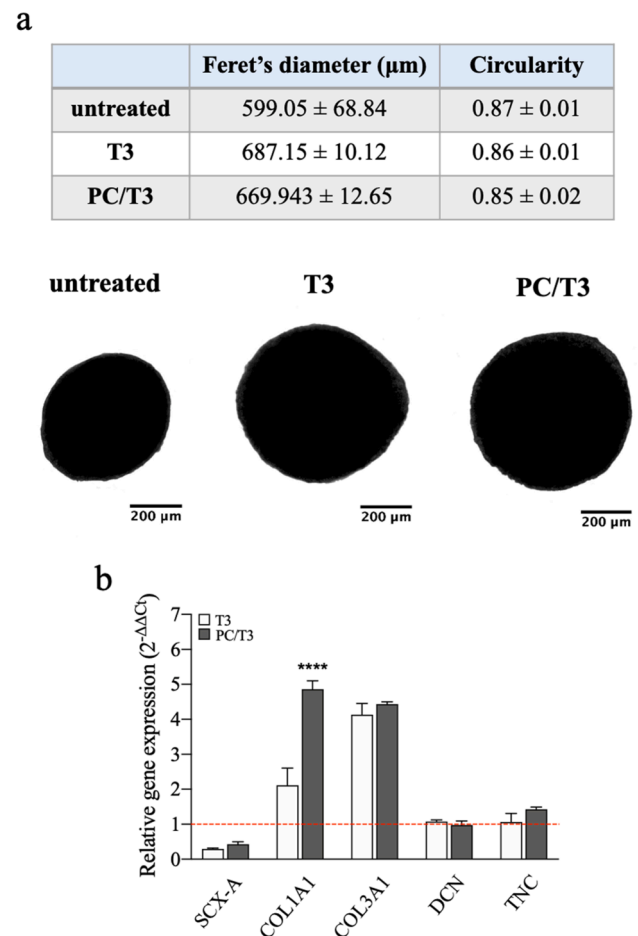 a
Feret's diameter (μm) Circularity
untreated 599.05 ± 68.84 0.87 ± 0.01
T3 687.15 ± 10.12 0.86 ± 0.01
PC/T3 669.943 ± 12.65 0.85 ± 0.02
untreated T3 PC/T3
200 μm 200 μm 200 μm
b
Relative gene expression (2^-ΔΔCt)
7
6
5
4
3
2
1
0
T3
PC/T3
****
SCX-A COL1A1 COL3A1 DCN TNC